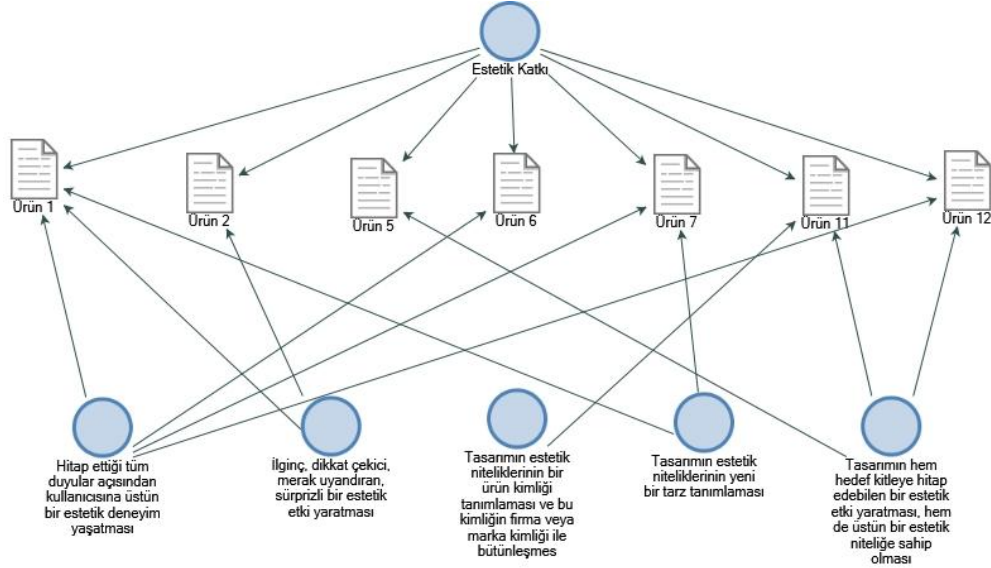 Estetik Katkı
Ürün 1
Ürün 2
Ürün 5
Ürün 6
Ürün 7
Ürün 11
Ürün 12
Hitap ettiği tüm
duyular açısından
kullanıcısına üstün
bir estetik deneyim
yaşatması
İlginç, dikkat çekici,
merak uyandıran,
sürprizli bir estetik
etki yaratması
Tasarımın estetik
niteliklerinin bir
ürün kimliği
tanımlaması ve bu
kimliğin firma veya
marka kimliği ile
bütünleşmes
Tasarımın estetik
niteliklerinin yeni
bir tarz tanımlaması
Tasarımın hem
hedef kitleye hitap
edebilen bir estetik
etki yaratması, hem
de üstün bir estetik
niteliğe sahip
olması